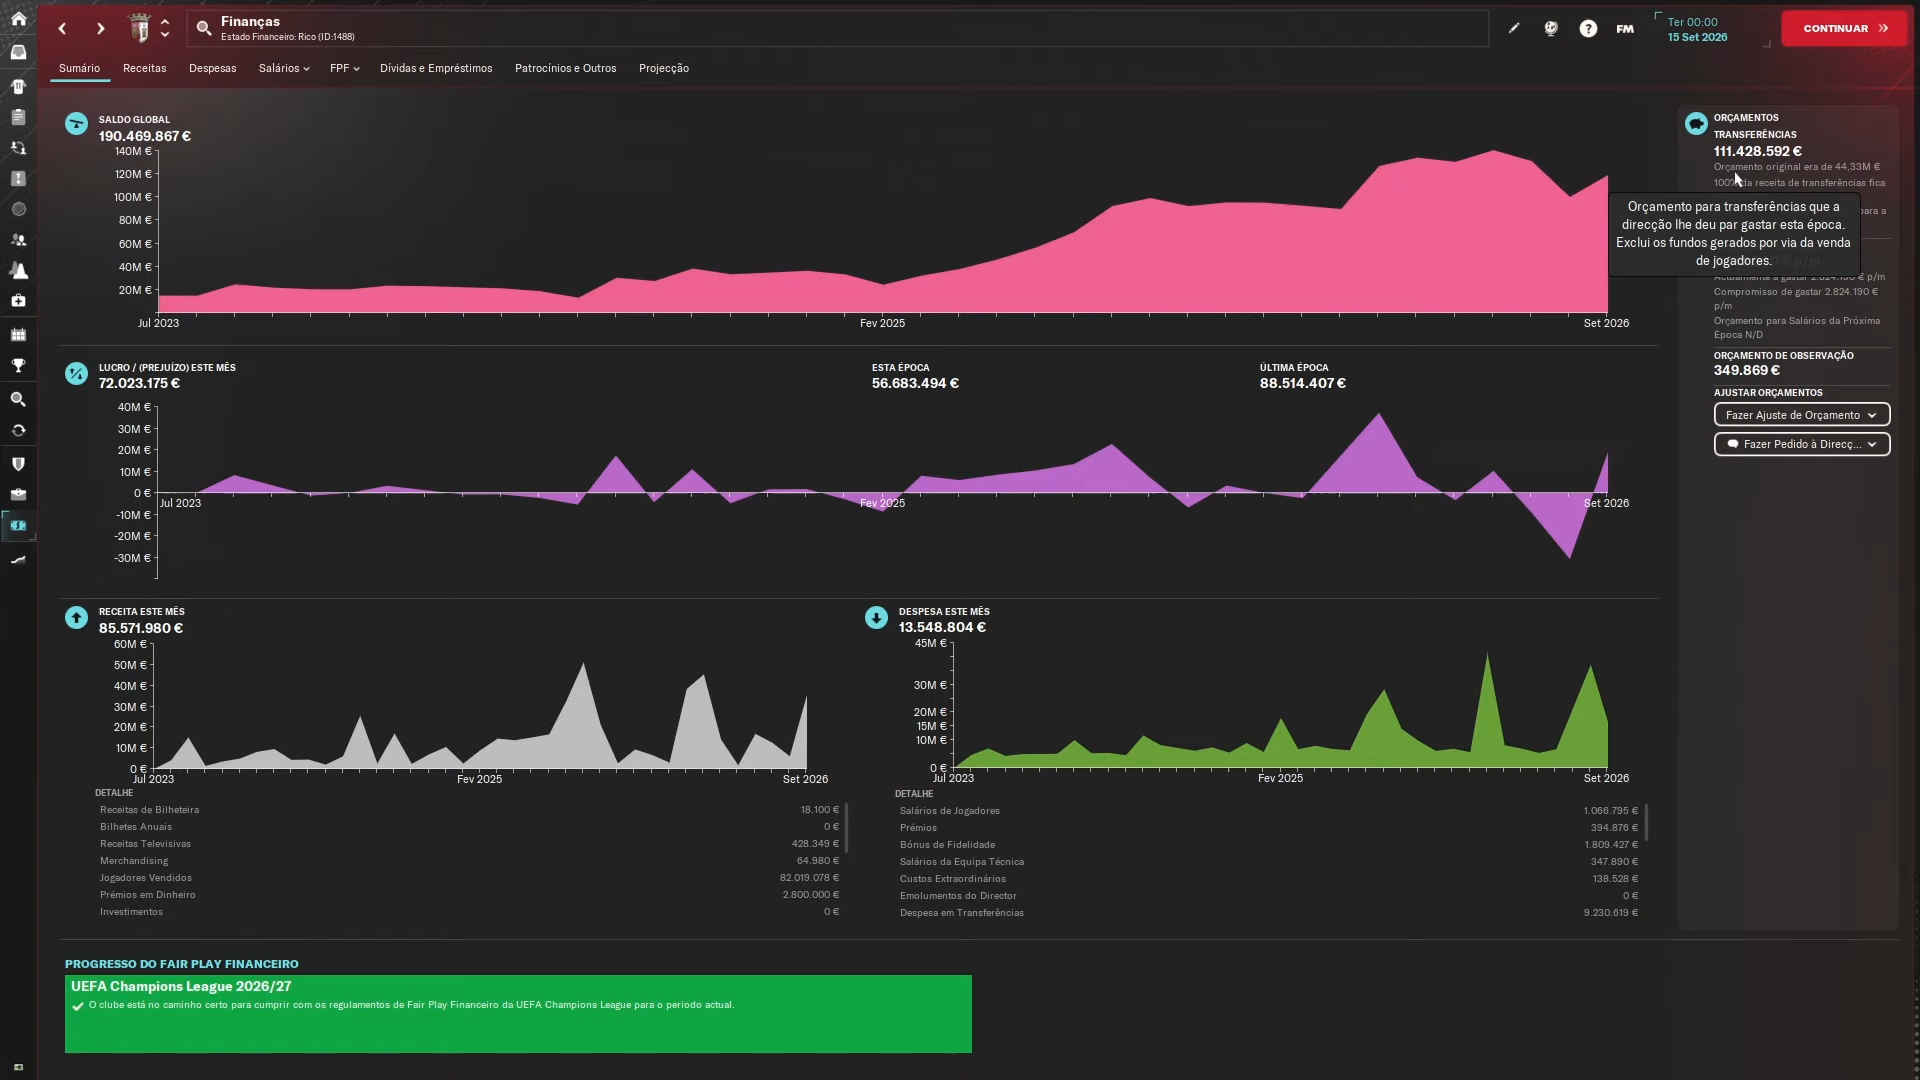 Finanças
Estado Financeiro: Rico (ID:1488)
FM
Ter 00:00
15 Set 2026
CONTINUAR
Sumário
Receitas
Despesas
Salários
FPF
Dívidas e Empréstimos
Patrocínios e Outros
Projecção
SALDO GLOBAL
190.469.867 €
140M €
120M €
100M €
80M €
60M €
40M €
20M €
Jul 2023
Fev 2025
Set 2026
LUCRO / (PREJUÍZO) ESTE MÊS
72.023.175 €
ESTA ÉPOCA
56.683.494 €
ÚLTIMA ÉPOCA
88.514.407 €
40M €
30M €
20M €
10M €
0 €
-10M €
-20M €
-30M €
Jul 2023
Fev 2025
Set 2026
RECEITA ESTE MÊS
85.571.980 €
60M €
50M €
40M €
30M €
20M €
10M €
0 €
Jul 2023
Fev 2025
Set 2026
DETALHE
Receitas de Bilheteira 18.100 €
Bilhetes Anuais 0 €
Receitas Televisivas 428.349 €
Merchandising 64.980 €
Jogadores Vendidos 82.019.078 €
Prémios em Dinheiro 2.800.000 €
Investimentos 0 €
DESPESA ESTE MÊS
13.548.804 €
45M €
30M €
20M €
15M €
10M €
0 €
Jul 2023
Fev 2025
Set 2026
DETALHE
Salários de Jogadores 1.066.795 €
Prémios 394.876 €
Bónus de Fidelidade 1.809.427 €
Salários da Equipa Técnica 347.890 €
Custos Extraordinários 138.528 €
Emolumentos do Director 0 €
Despesa em Transferências 9.230.619 €
PROGRESSO DO FAIR PLAY FINANCEIRO
UEFA Champions League 2026/27
O clube está no caminho certo para cumprir com os regulamentos de Fair Play Financeiro da UEFA Champions League para o período actual.
ORÇAMENTOS
TRANSFERÊNCIAS
111.428.592 €
Orçamento original era de 44,33M €
100% da receita de transferências fica
para a
Orçamento para transferências que a
direcção lhe deu par gastar esta época.
Exclui os fundos gerados por via da venda
de jogadores.
€ p/m
Actualmente a gastar 2.824.190 € p/m
Compromisso de gastar 2.824.190 €
p/m
Orçamento para Salários da Próxima
Época N/D
ORÇAMENTO DE OBSERVAÇÃO
349.869 €
AJUSTAR ORÇAMENTOS
Fazer Ajuste de Orçamento
Fazer Pedido à Direcç...